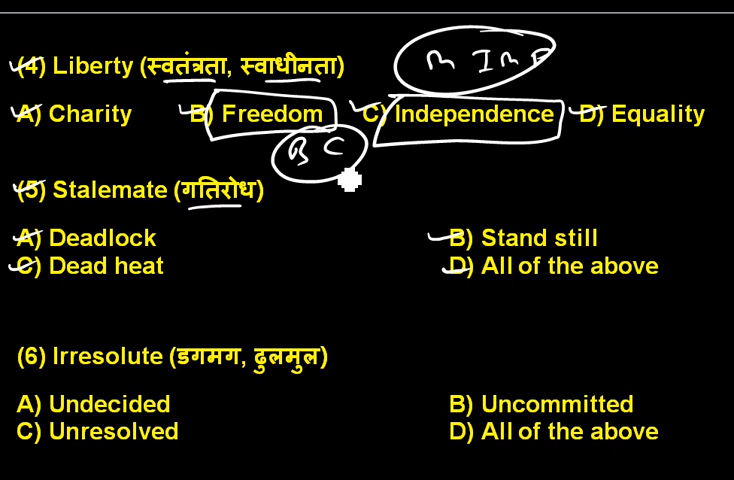 (4) Liberty (स्वतंत्रता, स्वाधीनता)
m Imp
A) Charity B) Freedom C) Independence D) Equality
B C
(5) Stalemate (गतिरोध)
A) Deadlock B) Stand still
C) Dead heat D) All of the above
(6) Irresolute (डगमग, ढुलमुल)
A) Undecided B) Uncommitted
C) Unresolved D) All of the above